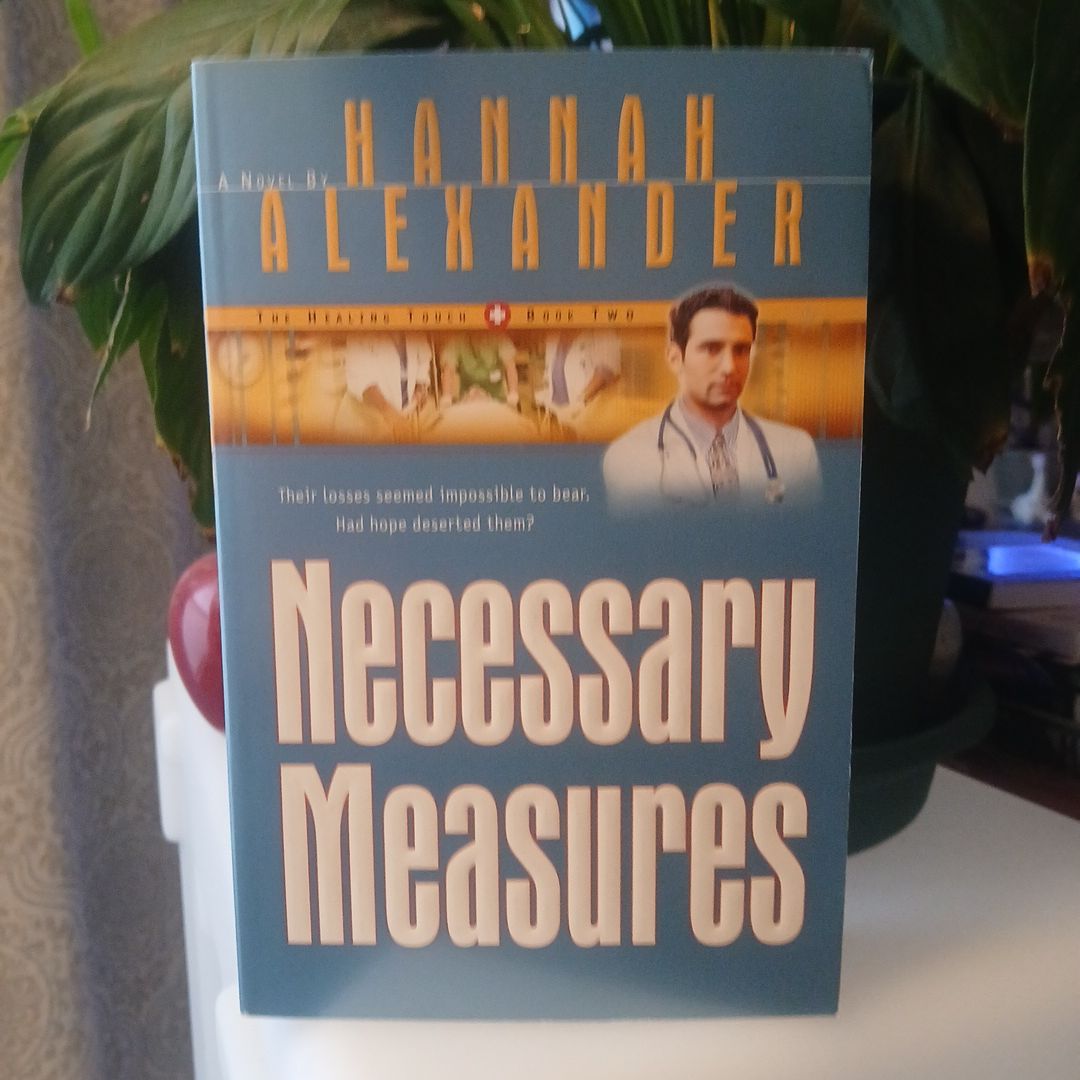 A Novel By
HANNAH
ALEXANDER
The Healing Touch Book Two
Their losses seemed impossible to bear.
Had hope deserted them?
Necessary
Measures